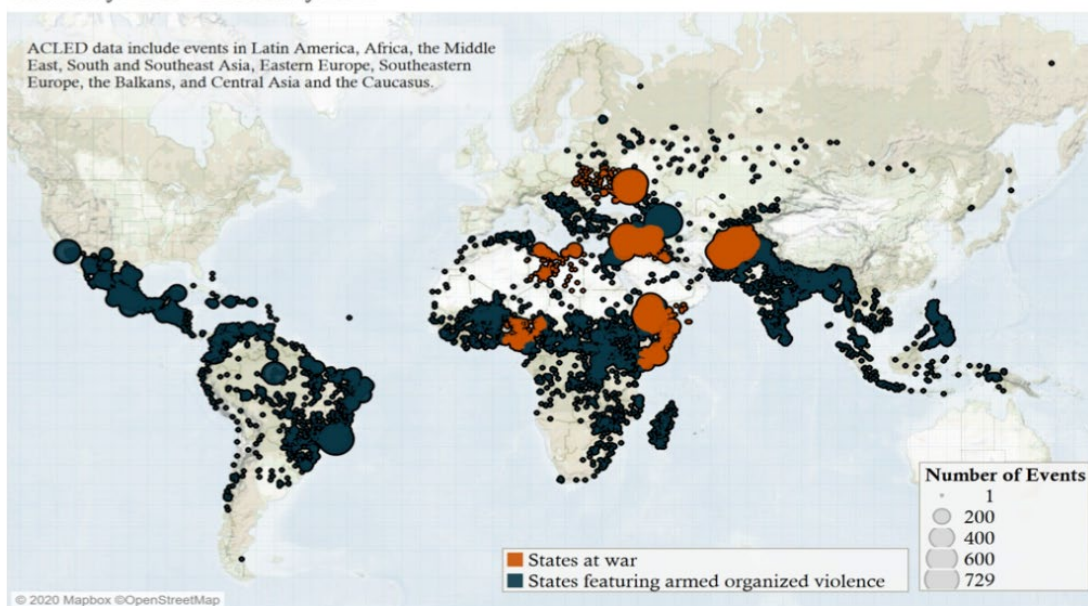 ACLED data include events in Latin America, Africa, the Middle
East, South and Southeast Asia, Eastern Europe, Southeastern
Europe, the Balkans, and Central Asia and the Caucasus.
Number of Events
1
200
400
600
729
States at war
States featuring armed organized violence
© 2020 Mapbox ©OpenStreetMap